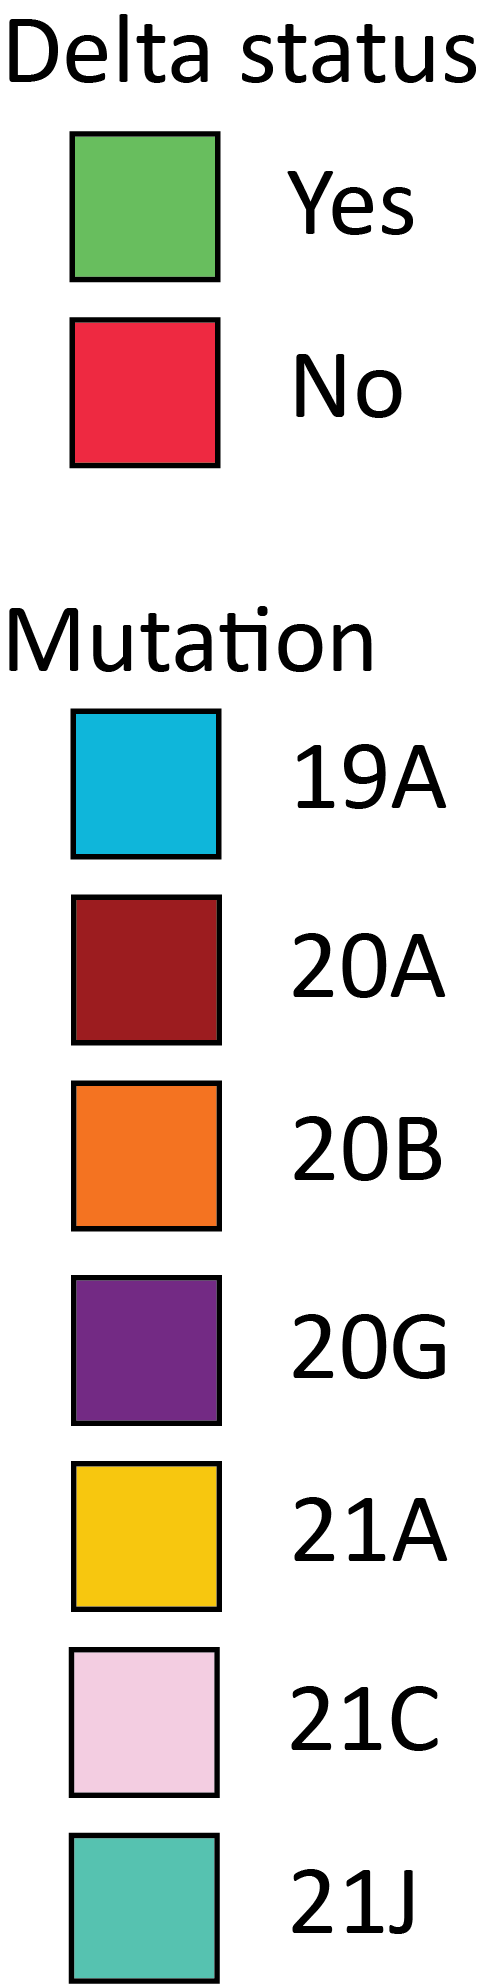 Delta status
Yes
No
Mutation
19A
20A
20B
20G
21A
21C
21J